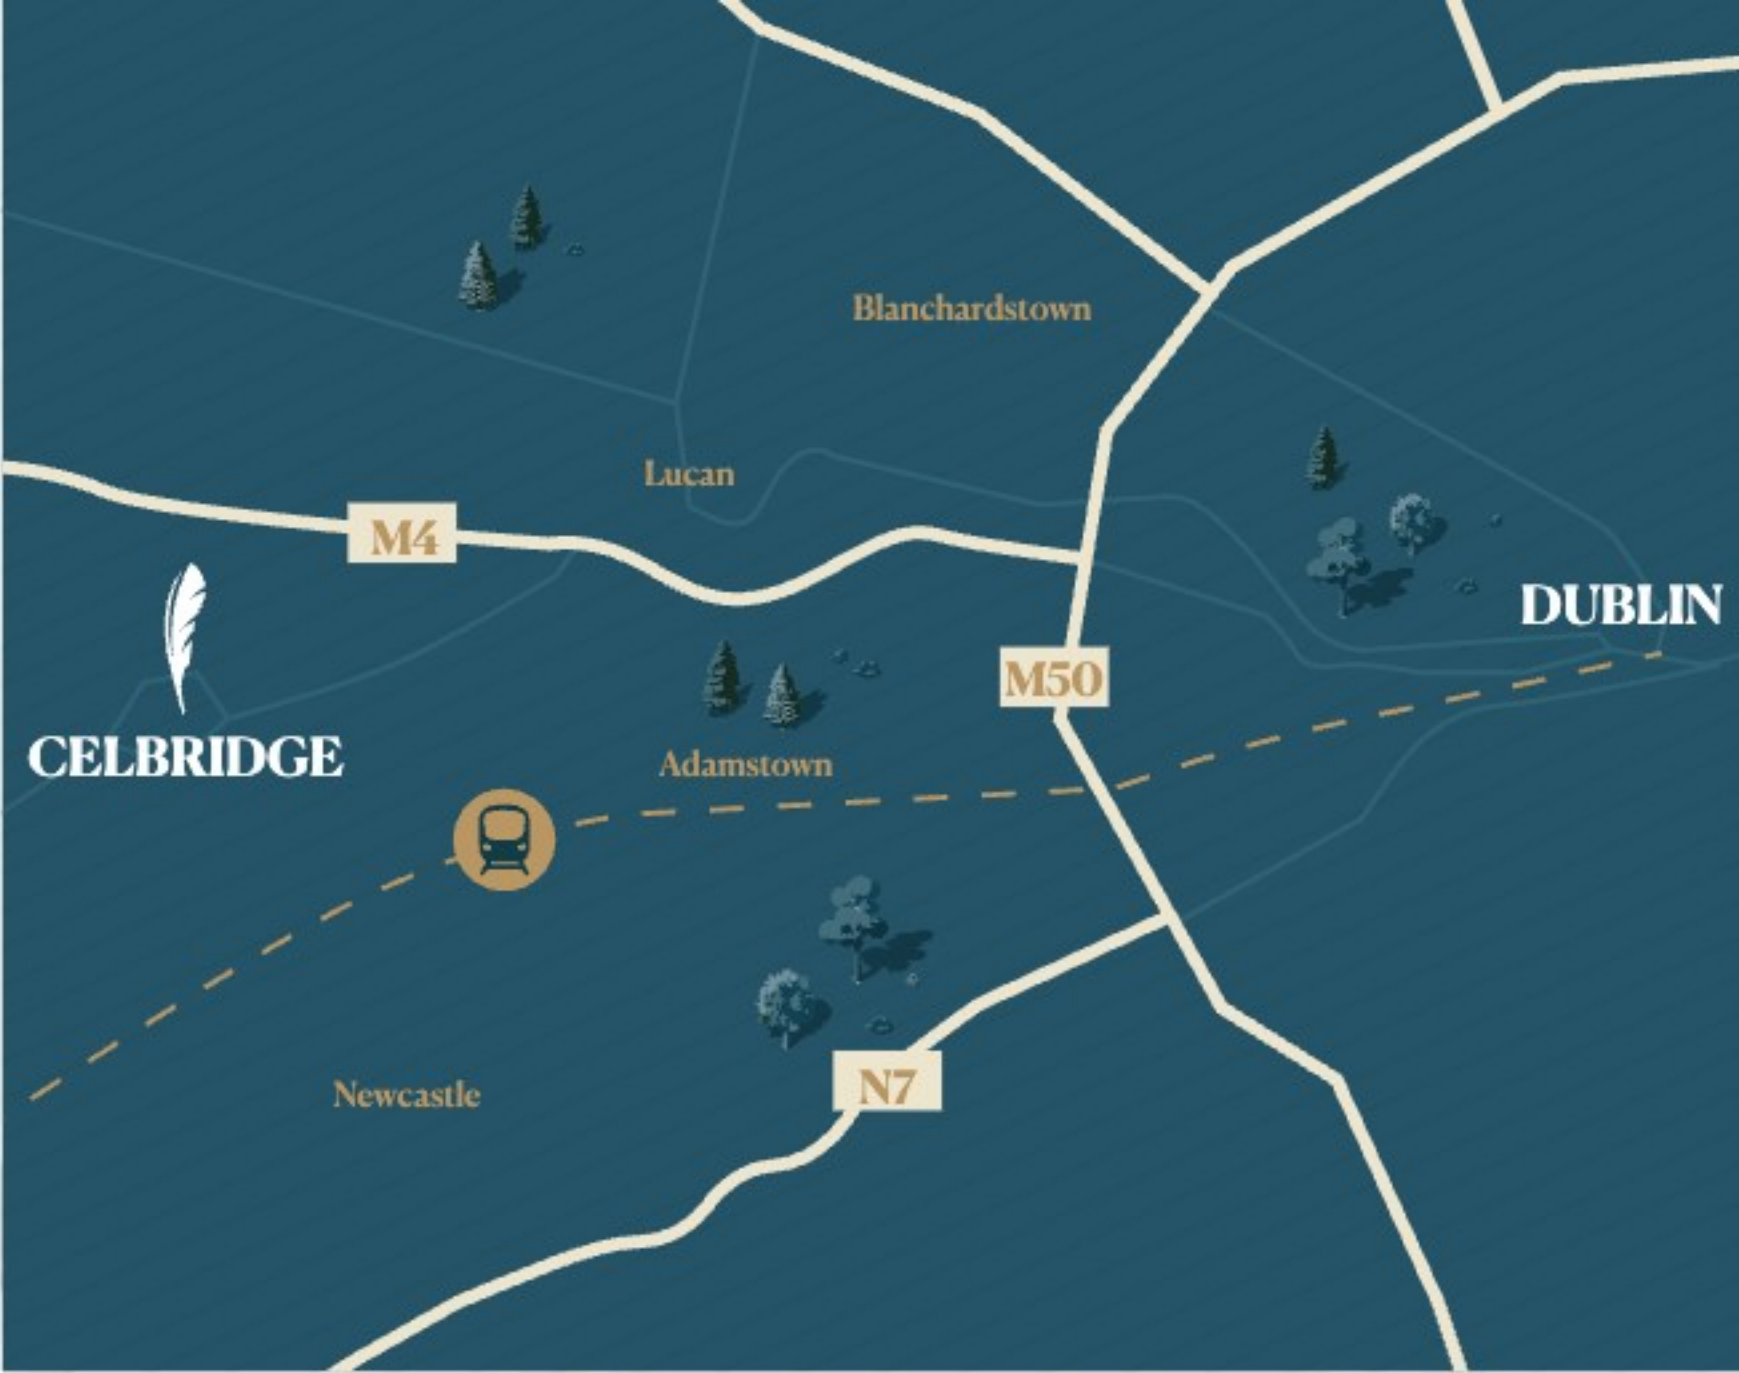 Blanchardstown
Lucan
M4
DUBLIN
M50
CELBRIDGE
Adamstown
N7
Newcastle